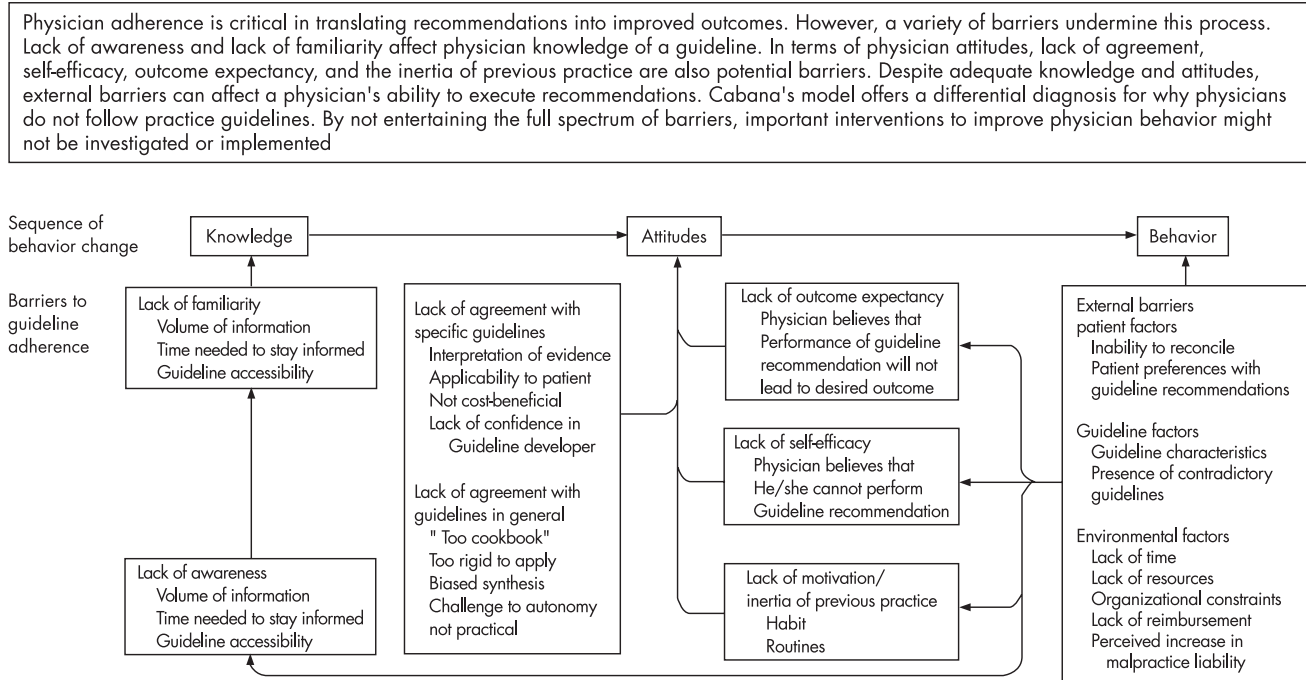 Physician adherence is critical in translating recommendations into improved outcomes. However, a variety of barriers undermine this process.
Lack of awareness and lack of familiarity affect physician knowledge of a guideline. In terms of physician attitudes, lack of agreement,
self-efficacy, outcome expectancy, and the inertia of previous practice are also potential barriers. Despite adequate knowledge and attitudes,
external barriers can affect a physician's ability to execute recommendations. Cabana's model offers a differential diagnosis for why physicians
do not follow practice guidelines. By not entertaining the full spectrum of barriers, important interventions to improve physician behavior might
not be investigated or implemented
Sequence of
behavior change
Knowledge
Attitudes
Behavior
Barriers to
guideline
adherence
Lack of familiarity
Volume of information
Time needed to stay informed
Guideline accessibility
Lack of awareness
Volume of information
Time needed to stay informed
Guideline accessibility
Lack of agreement with
specific guidelines
Interpretation of evidence
Applicability to patient
Not cost-beneficial
Lack of confidence in
Guideline developer
Lack of agreement with
guidelines in general
" Too cookbook"
Too rigid to apply
Biased synthesis
Challenge to autonomy
not practical
Lack of outcome expectancy
Physician believes that
Performance of guideline
recommendation will not
lead to desired outcome
Lack of self-efficacy
Physician believes that
He/she cannot perform
Guideline recommendation
Lack of motivation/
inertia of previous practice
Habit
Routines
External barriers
patient factors
Inability to reconcile
Patient preferences with
guideline recommendations
Guideline factors
Guideline characteristics
Presence of contradictory
guidelines
Environmental factors
Lack of time
Lack of resources
Organizational constraints
Lack of reimbursement
Perceived increase in
malpractice liability